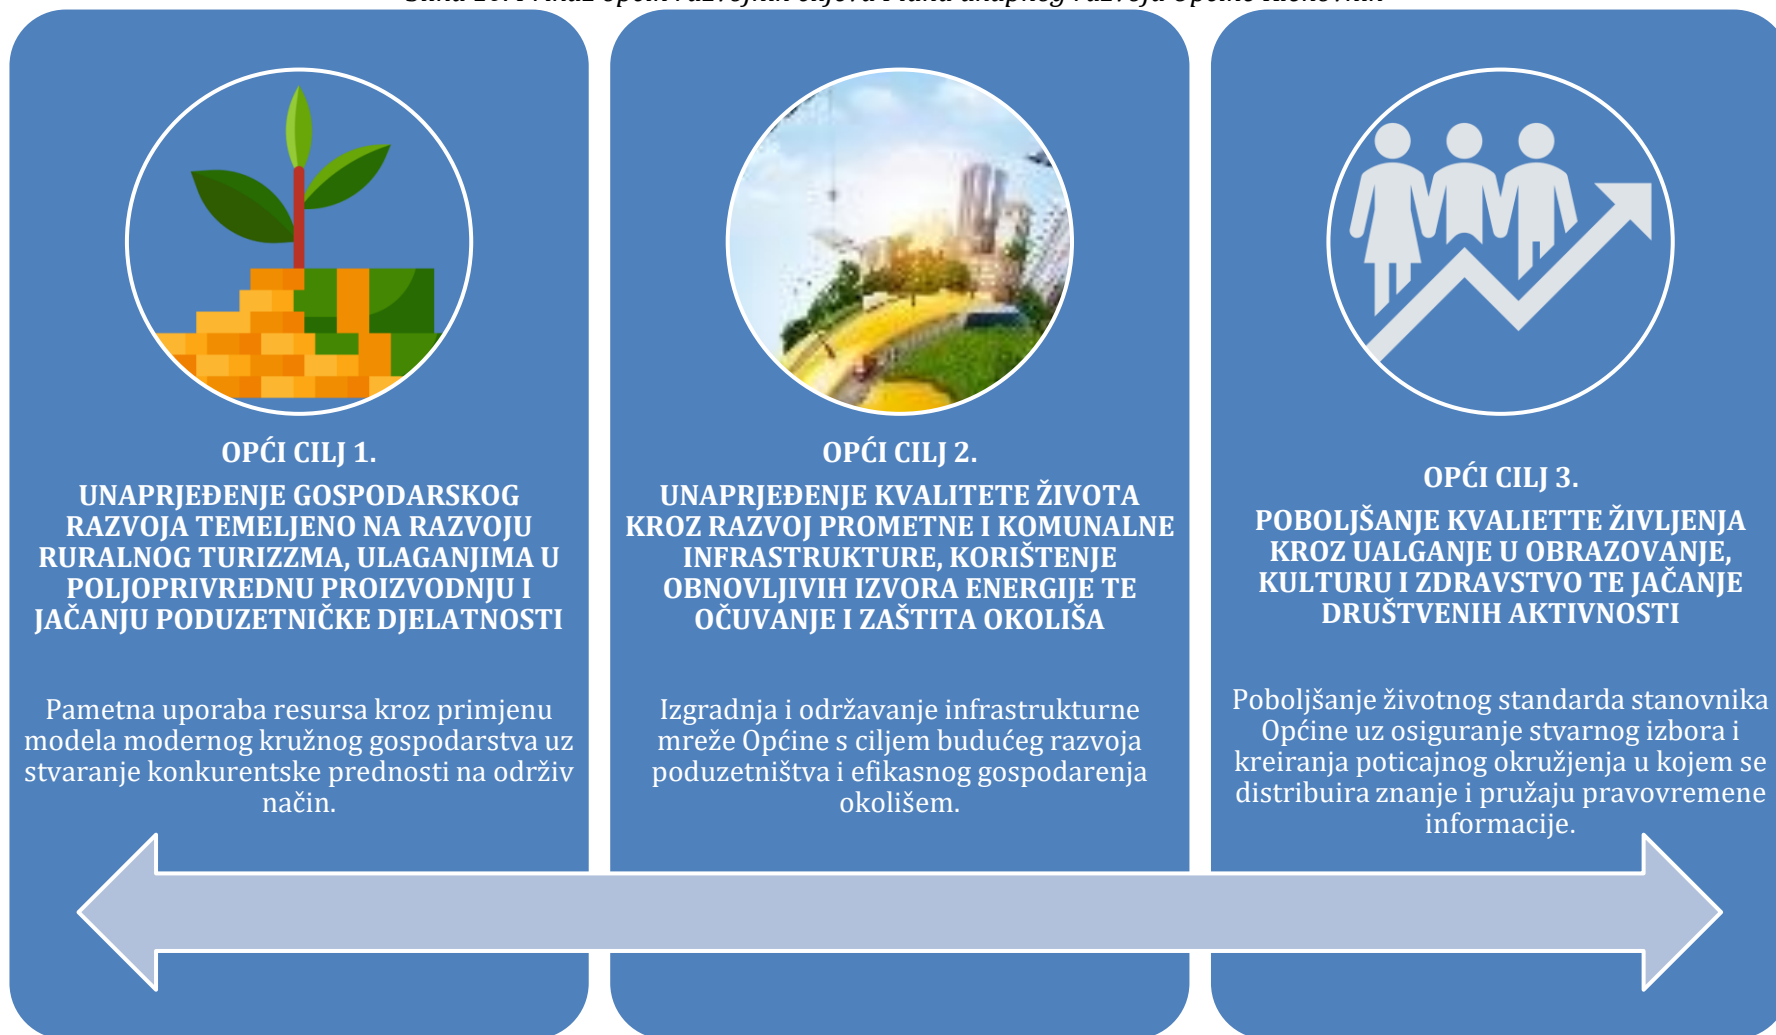 OPĆI CILJ 1.
UNAPRJEĐENJE GOSPODARSKOG
RAZVOJA TEMELJENO NA RAZVOJU
RURALNOG TURIZZMA, ULAGANJIMA U
POLJOPRIVREDNU PROIZVODNJU I
JAČANJU PODUZETNIČKE DJELATNOSTI
Pametna uporaba resursa kroz primjenu
modela modernog kružnog gospodarstva uz
stvaranje konkurentske prednosti na održiv
način.
OPĆI CILJ 2.
UNAPRJEĐENJE KVALITETE ŽIVOTA
KROZ RAZVOJ PROMETNE I KOMUNALNE
INFRASTRUKTURE, KORIŠTENJE
OBNOVLJIVIH IZVORA ENERGIJE TE
OČUVANJE I ZAŠTITA OKOLIŠA
Izgradnja i održavanje infrastrukturne
mreže Općine s ciljem budućeg razvoja
poduzetništva i efikasnog gospodarenja
okolišem.
OPĆI CILJ 3.
POBOLJŠANJE KVALIETTE ŽIVLJENJA
KROZ UALGANJE U OBRAZOVANJE,
KULTURU I ZDRAVSTVO TE JAČANJE
DRUŠTVENIH AKTIVNOSTI
Poboljšanje životnog standarda stanovnika
Općine uz osiguranje stvarnog izbora i
kreiranja poticajnog okružjenja u kojem se
distribuira znanje i pružaju pravovremene
informacije.